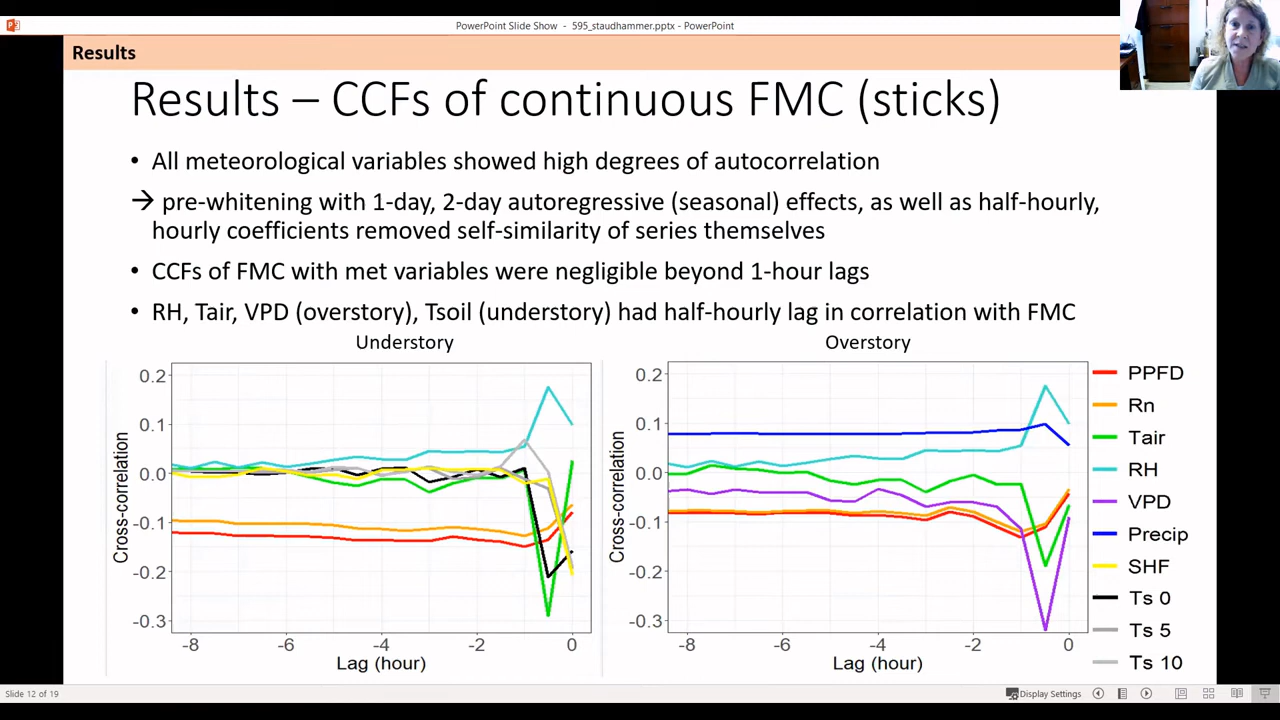 PowerPoint Slide Show - 595_staudhammer.pptx - PowerPoint
Results
Results – CCFs of continuous FMC (sticks)
• All meteorological variables showed high degrees of autocorrelation
→ pre-whitening with 1-day, 2-day autoregressive (seasonal) effects, as well as half-hourly,
hourly coefficients removed self-similarity of series themselves
• CCFs of FMC with met variables were negligible beyond 1-hour lags
• RH, Tair, VPD (overstory), Tsoil (understory) had half-hourly lag in correlation with FMC
Understory
0.2
0.1
0.0
-0.1
-0.2
-0.3
Cross-correlation
-8 -6 -4 -2 0
Lag (hour)
Overstory
0.2
0.1
0.0
-0.1
-0.2
-0.3
Cross-correlation
-8 -6 -4 -2 0
Lag (hour)
PPFD
Rn
Tair
RH
VPD
Precip
SHF
Ts 0
Ts 5
Ts 10
Slide 12 of 19
Display Settings